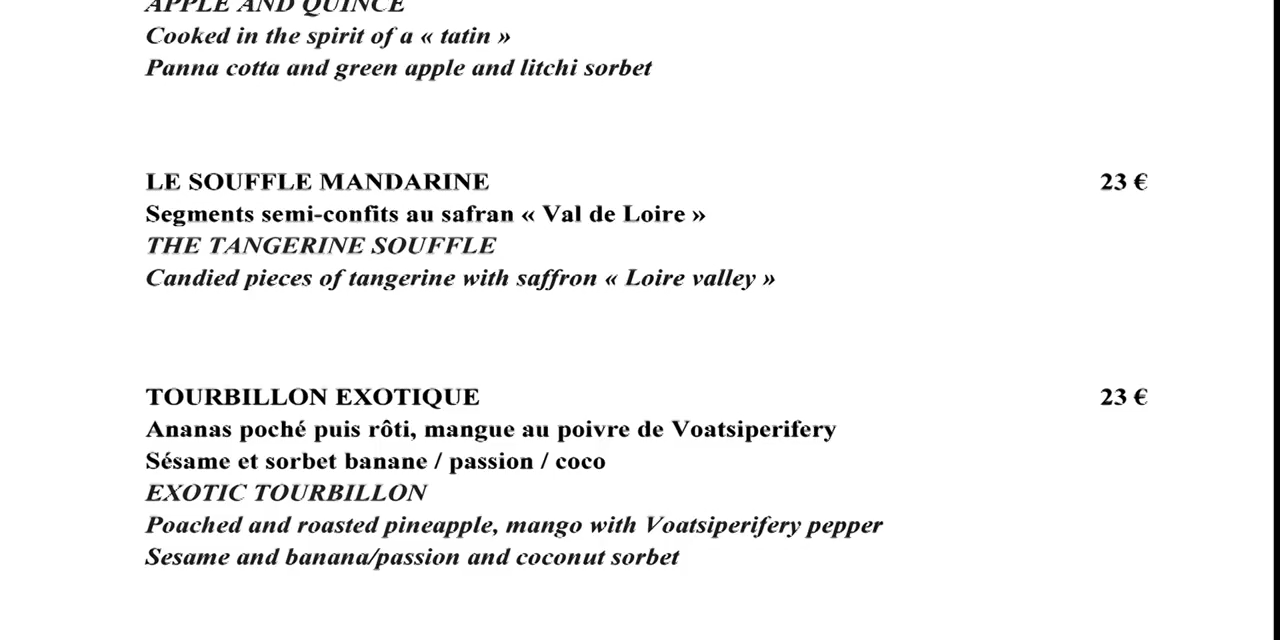 APPLE AND QUINCE
Cooked in the spirit of a « tatin »
Panna cotta and green apple and litchi sorbet
LE SOUFFLE MANDARINE 23 €
Segments semi-confits au safran « Val de Loire »
THE TANGERINE SOUFFLE
Candied pieces of tangerine with saffron « Loire valley »
TOURBILLON EXOTIQUE 23 €
Ananas poché puis rôti, mangue au poivre de Voatsiperifery
Sésame et sorbet banane / passion / coco
EXOTIC TOURBILLON
Poached and roasted pineapple, mango with Voatsiperifery pepper
Sesame and banana/passion and coconut sorbet